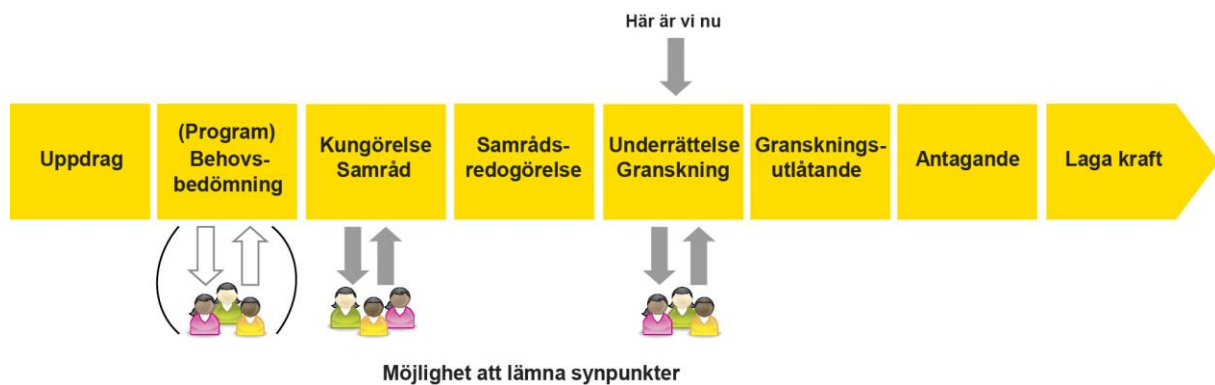 Här är vi nu
Uppdrag
(Program)
Behovs-
bedömning
Kungörelse
Samråd
Samråds-
redogörelse
Underrättelse
Granskning
Gransknings-
utlåtande
Antagande
Laga kraft
Möjlighet att lämna synpunkter